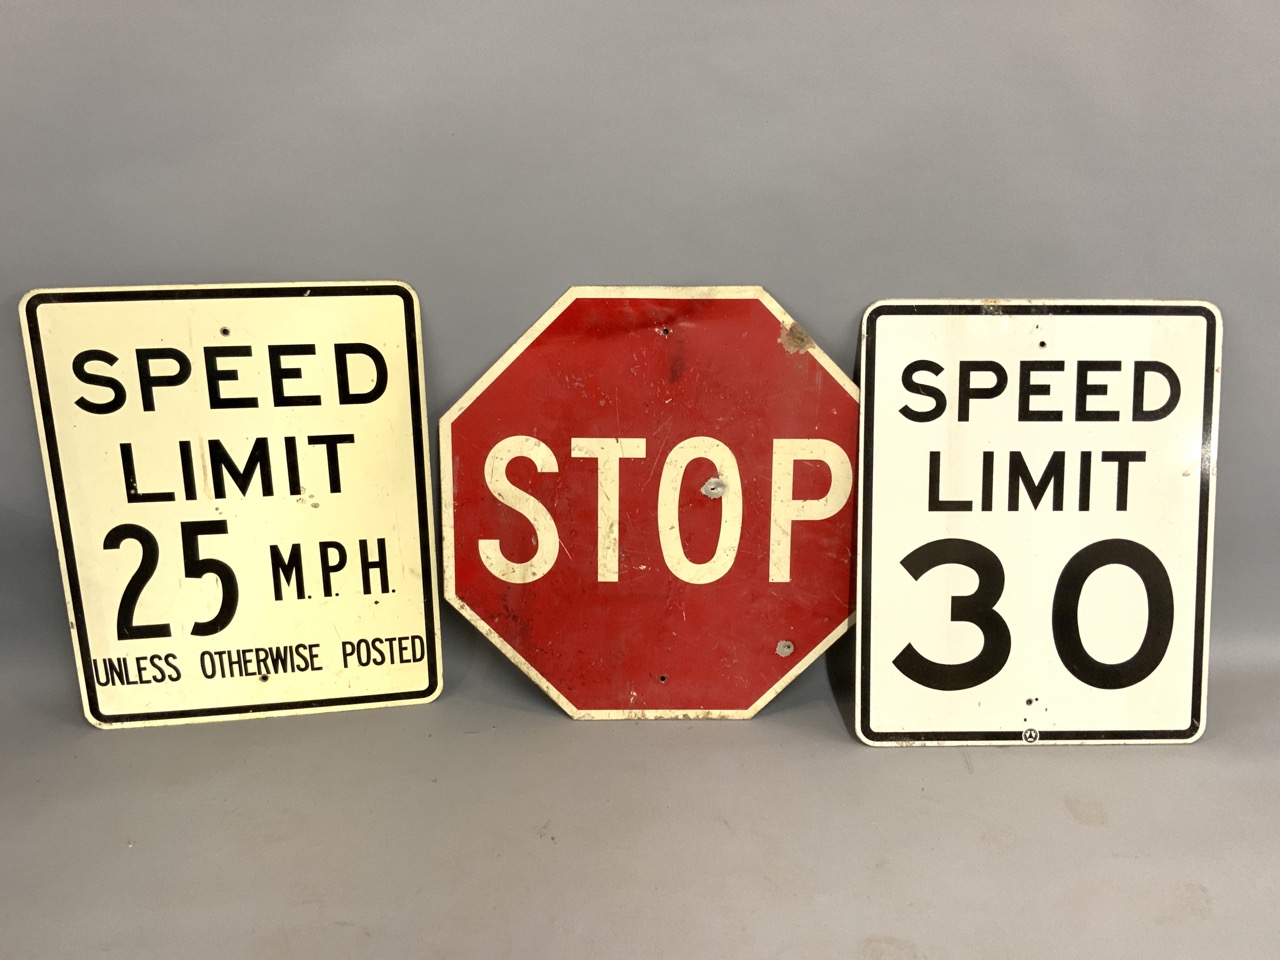 SPEED
LIMIT
25 M.P.H.
UNLESS OTHERWISE POSTED
STOP
SPEED
LIMIT
30